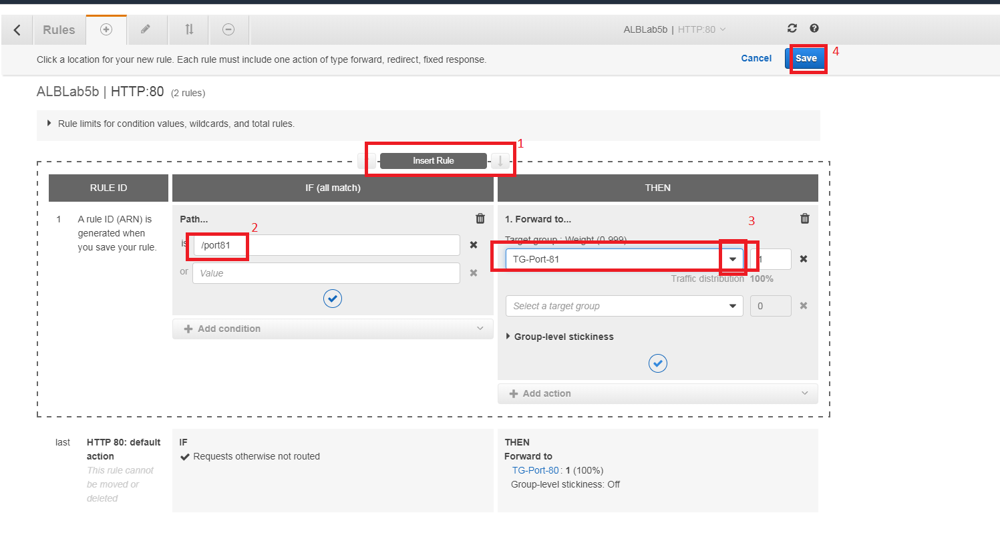 Rules
ALBLab5b | HTTP:80
Click a location for your new rule. Each rule must include one action of type forward, redirect, fixed response.
Cancel
Save
4
ALBLab5b | HTTP:80 (2 rules)
Rule limits for condition values, wildcards, and total rules.
1
Insert Rule
RULE ID
IF (all match)
THEN
1
A rule ID (ARN) is
generated when
you save your rule.
Path...
2
is
/port81
or
Value
Add condition
1. Forward to...
3
Target group : Weight (0-999)
TG-Port-81
1
Traffic distribution 100%
Select a target group
0
Group-level stickiness
Add action
last
HTTP 80: default
action
This rule cannot
be moved or
deleted
IF
Requests otherwise not routed
THEN
Forward to
TG-Port-80 : 1 (100%)
Group-level stickiness: Off